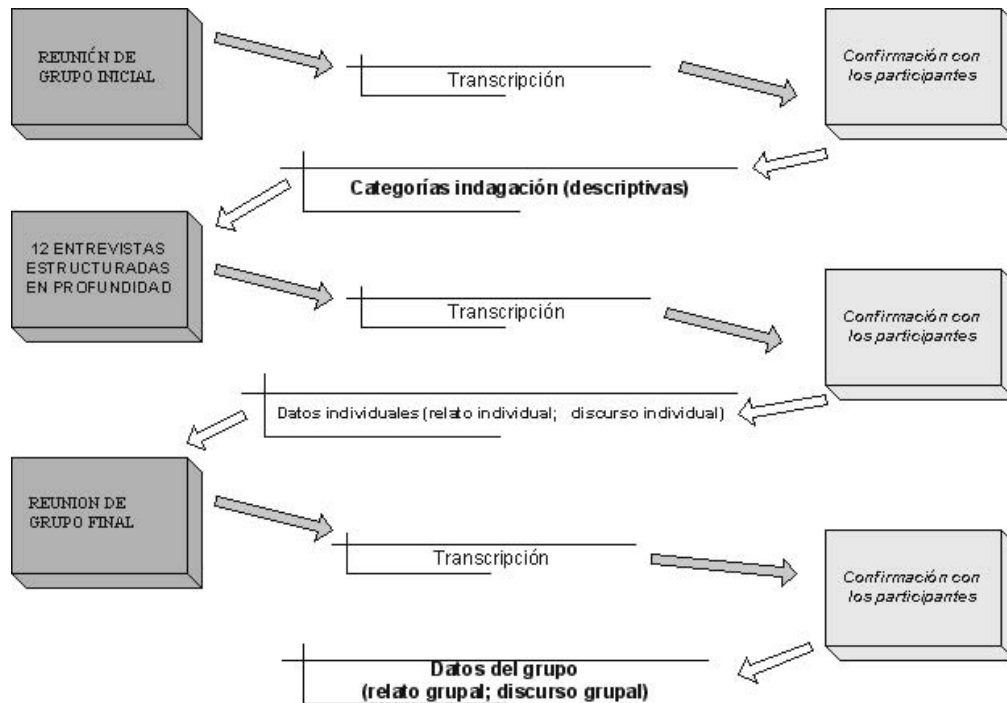 REUNIÓN DE
GRUPO INICIAL
Transcripción
Confirmación con
los participantes
Categorías indagación (descriptivas)
12 ENTREVISTAS
ESTRUCTURADAS
EN PROFUNDIDAD
Transcripción
Confirmación con
los participantes
Datos individuales (relato individual; discurso individual)
REUNION DE
GRUPO FINAL
Transcripción
Confirmación con
los participantes
Datos del grupo
(relato grupal; discurso grupal)